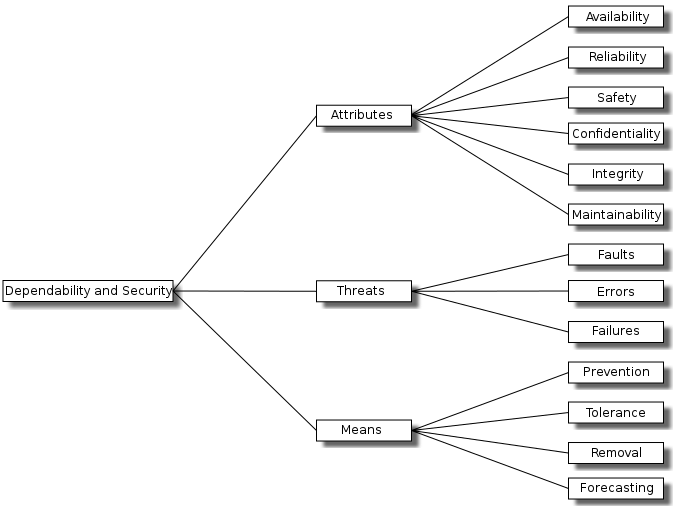 Dependability and Security
Attributes
Availability
Reliability
Safety
Confidentiality
Integrity
Maintainability
Threats
Faults
Errors
Failures
Means
Prevention
Tolerance
Removal
Forecasting